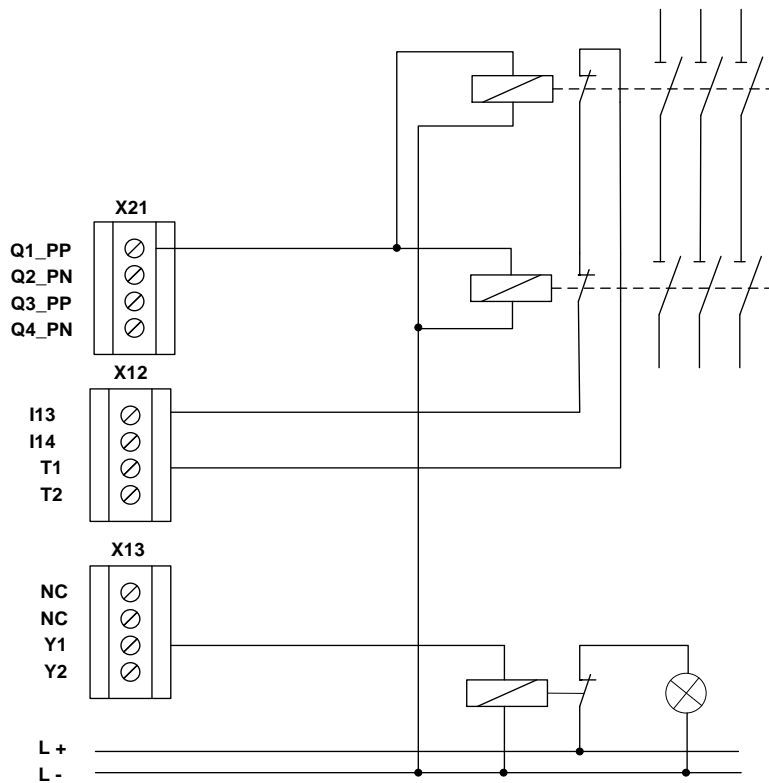 X21
Q1_PP
Q2_PN
Q3_PP
Q4_PN
X12
I13
I14
T1
T2
X13
NC
NC
Y1
Y2
L +
L -